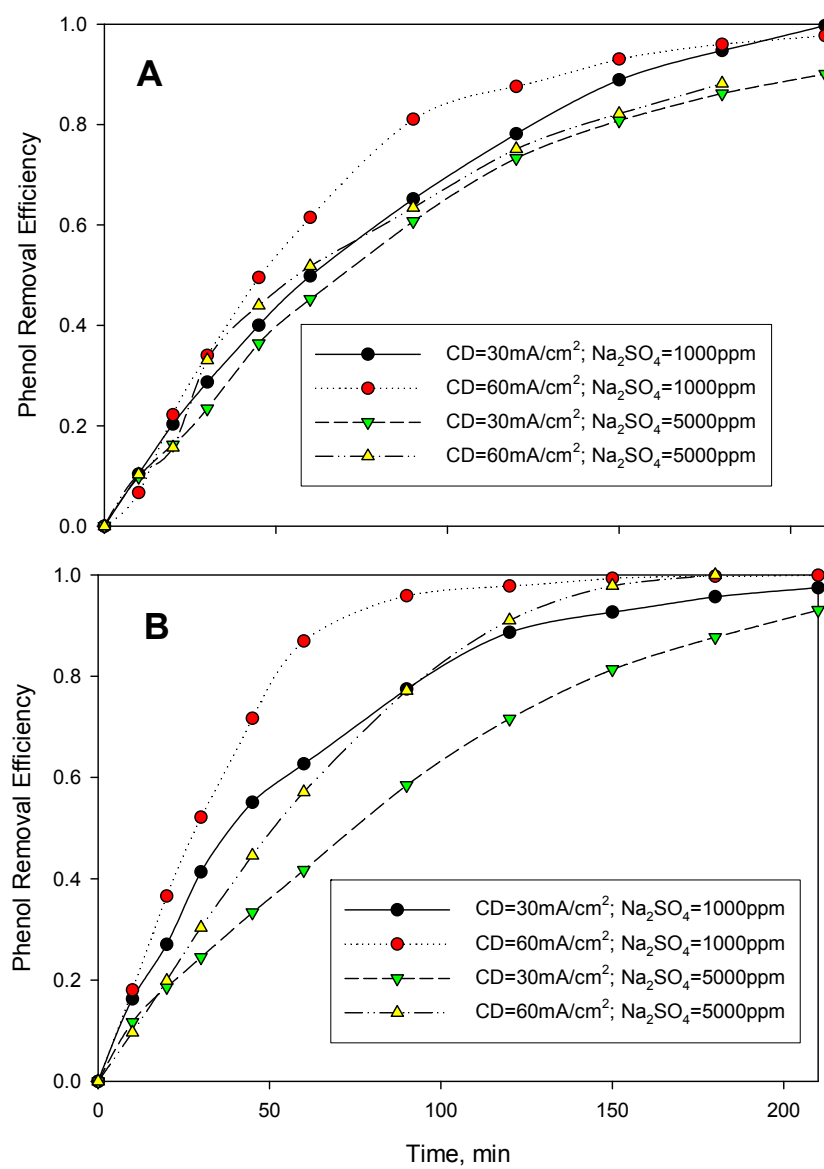 1.0
A
0.8
0.6
Phenol Removal Efficiency
0.4
CD=30mA/cm²; Na₂SO₄=1000ppm
CD=60mA/cm²; Na₂SO₄=1000ppm
CD=30mA/cm²; Na₂SO₄=5000ppm
CD=60mA/cm²; Na₂SO₄=5000ppm
0.2
0.0
1.0
B
0.8
0.6
Phenol Removal Efficiency
0.4
CD=30mA/cm²; Na₂SO₄=1000ppm
CD=60mA/cm²; Na₂SO₄=1000ppm
CD=30mA/cm²; Na₂SO₄=5000ppm
CD=60mA/cm²; Na₂SO₄=5000ppm
0.2
0.0
0 50 100 150 200
Time, min